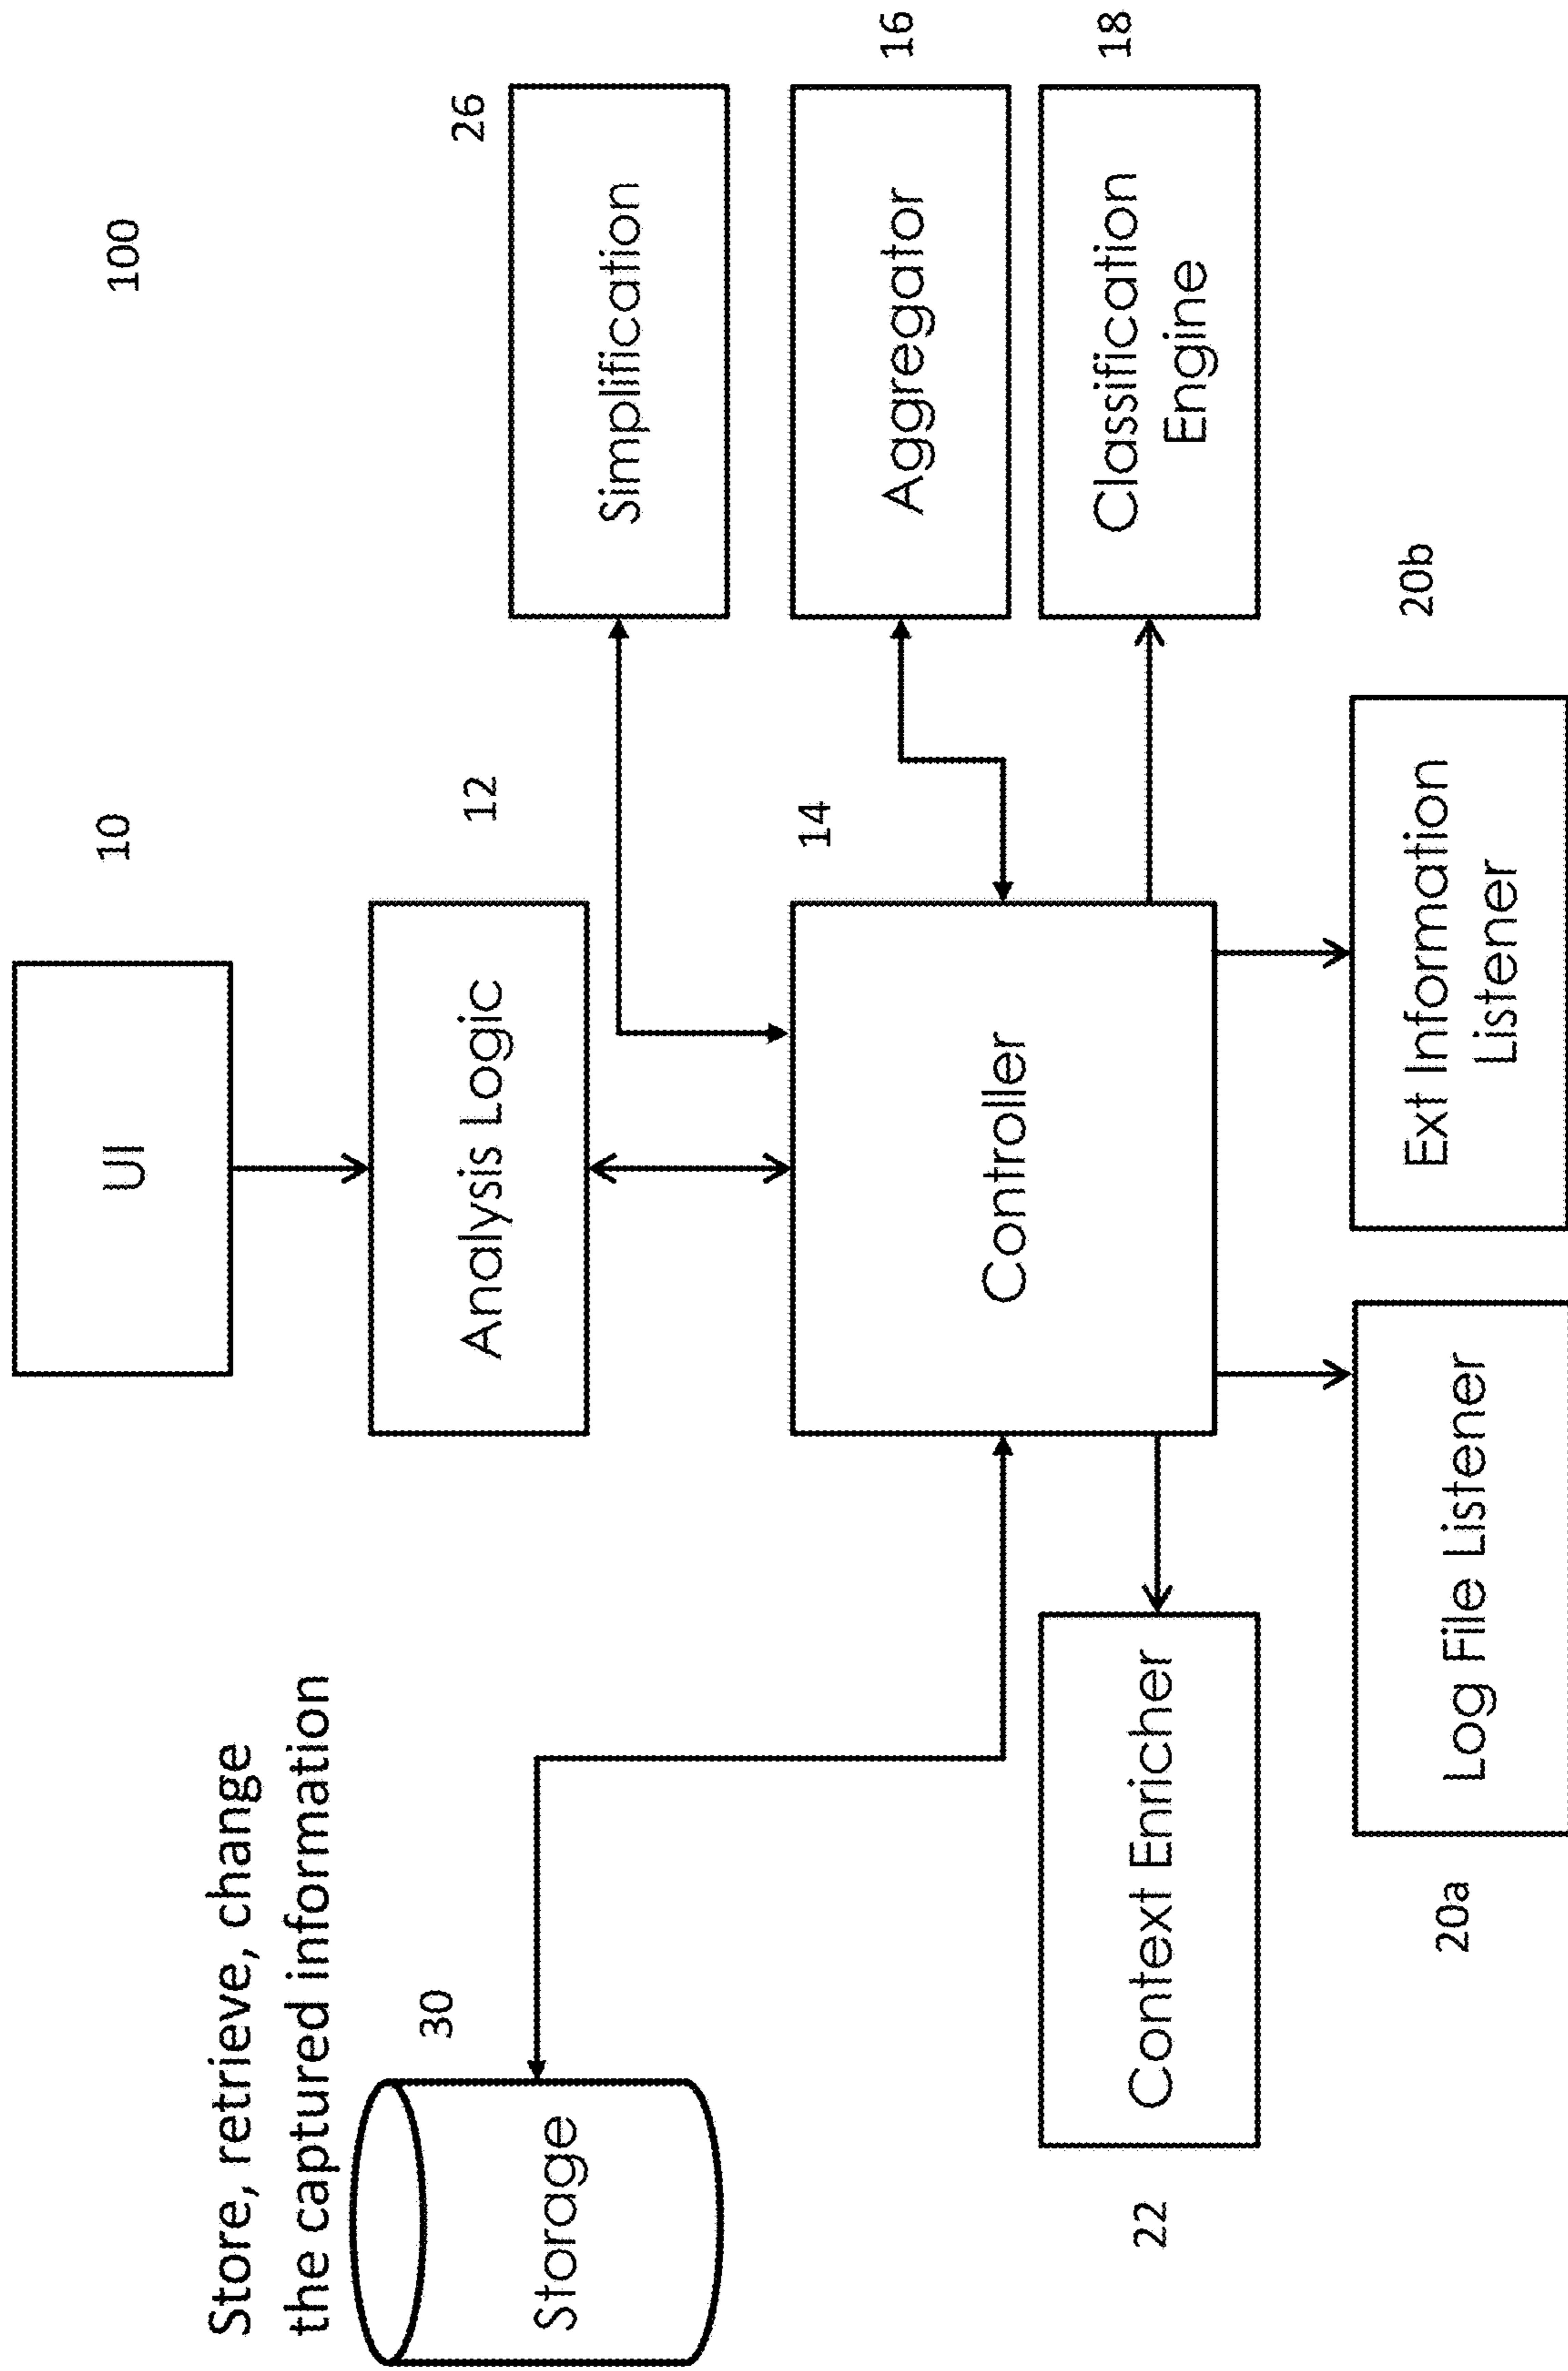 100
10
UI
Store, retrieve, change
the captured information
30
12
26
Storage
Analysis Logic
Simplification
14
16
Controller
Aggregator
18
22
Context Enricher
Classification
Engine
20a
Log File Listener
20b
Ext Information
Listener